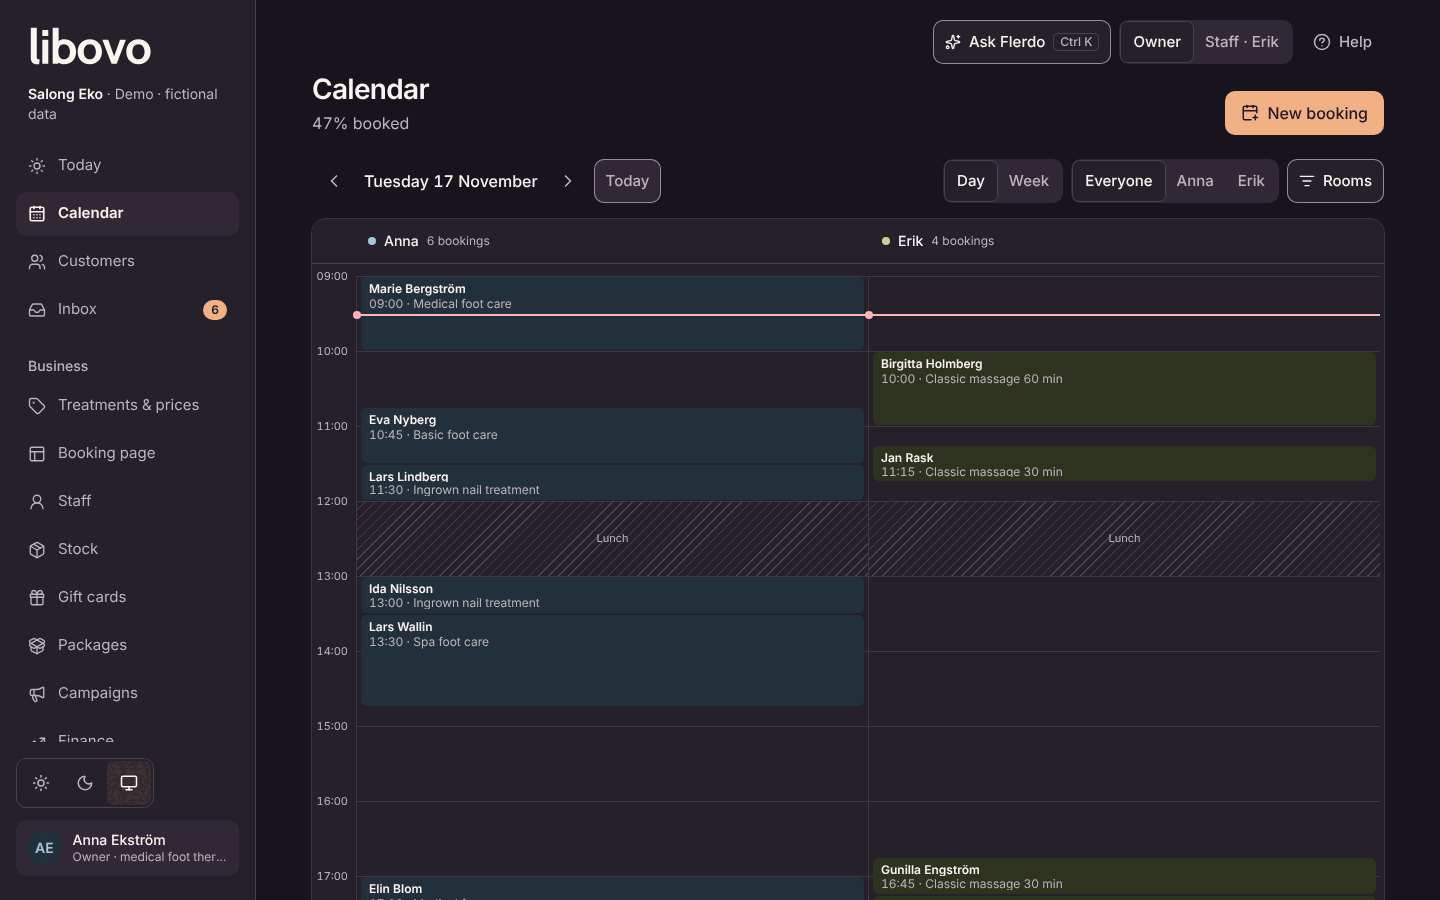 libovo
Salong Eko · Demo · fictional
data
Today
Calendar
Customers
Inbox
6
Business
Treatments & prices
Booking page
Staff
Stock
Gift cards
Packages
Campaigns
Finance
AE
Anna Ekström
Owner · medical foot ther...
Ask Flerdo
Ctrl K
Owner
Staff · Erik
Help
Calendar
47% booked
New booking
Tuesday 17 November
Today
Day
Week
Everyone
Anna
Erik
Rooms
Anna 6 bookings
Erik 4 bookings
09:00
Marie Bergström
09:00 · Medical foot care
10:00
Birgitta Holmberg
10:00 · Classic massage 60 min
Eva Nyberg
10:45 · Basic foot care
11:00
Jan Rask
11:15 · Classic massage 30 min
Lars Lindberg
11:30 · Ingrown nail treatment
12:00
Lunch
Lunch
13:00
Ida Nilsson
13:00 · Ingrown nail treatment
Lars Wallin
13:30 · Spa foot care
14:00
15:00
16:00
Gunilla Engström
16:45 · Classic massage 30 min
17:00
Elin Blom